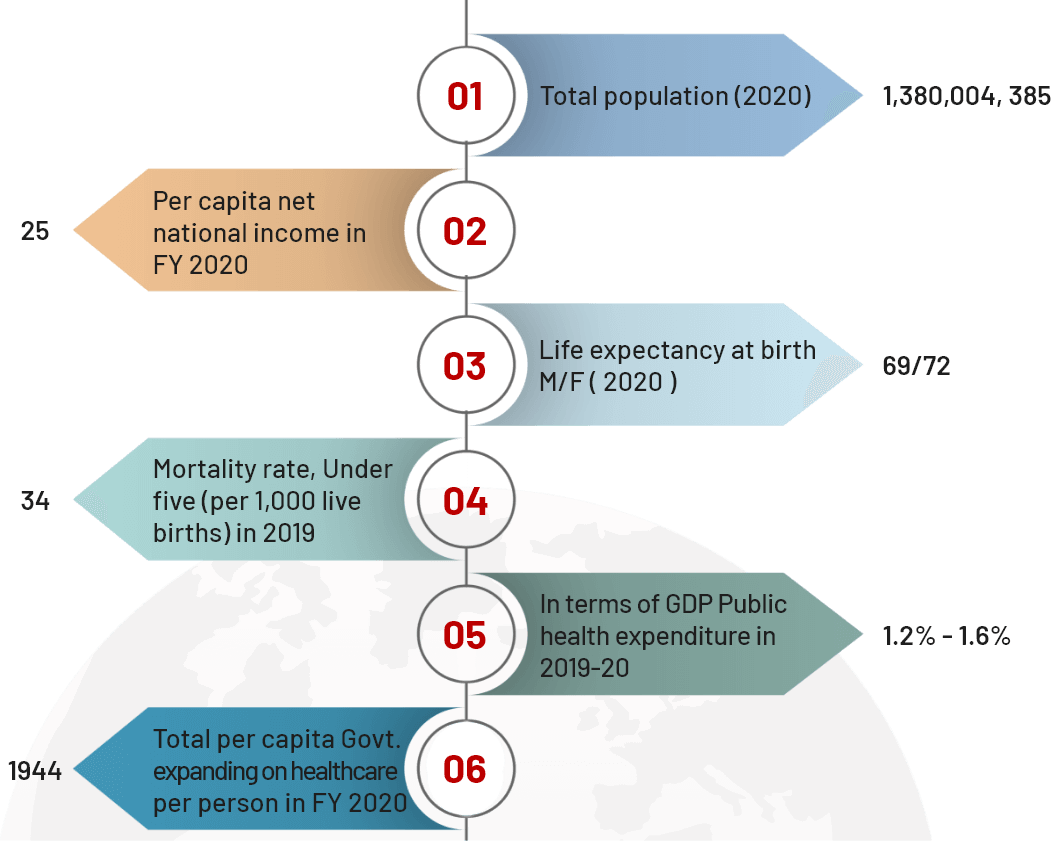 01
Total population (2020)
1,380,004, 385
25
Per capita net
national income in
FY 2020
02
03
Life expectancy at birth
M/F ( 2020 )
69/72
34
Mortality rate, Under
five (per 1,000 live
births) in 2019
04
05
In terms of GDP Public
health expenditure in
2019-20
1.2% - 1.6%
1944
Total per capita Govt.
expanding on healthcare
per person in FY 2020
06